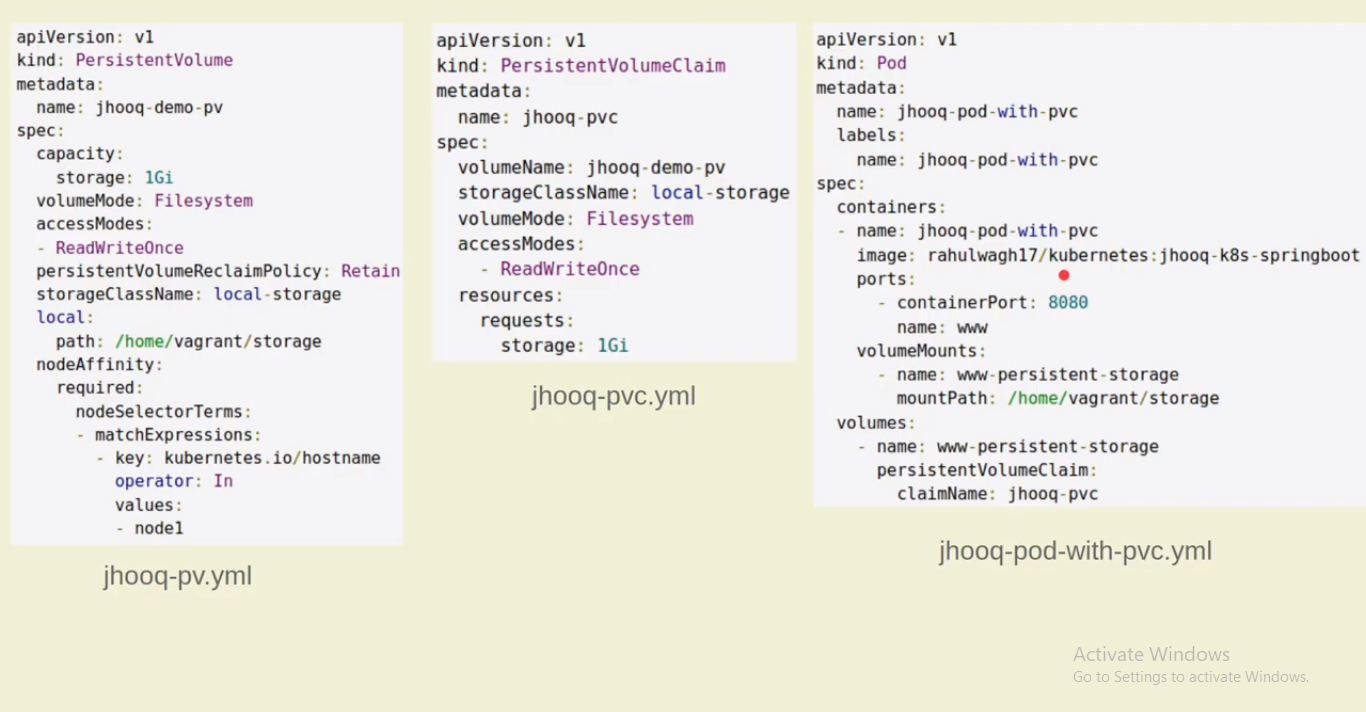 apiVersion: v1
kind: PersistentVolume
metadata:
  name: jhooq-demo-pv
spec:
  capacity:
    storage: 1Gi
  volumeMode: Filesystem
  accessModes:
  - ReadWriteOnce
  persistentVolumeReclaimPolicy: Retain
  storageClassName: local-storage
  local:
    path: /home/vagrant/storage
  nodeAffinity:
    required:
      nodeSelectorTerms:
      - matchExpressions:
        - key: kubernetes.io/hostname
          operator: In
          values:
          - node1
jhooq-pv.yml
apiVersion: v1
kind: PersistentVolumeClaim
metadata:
  name: jhooq-pvc
spec:
  volumeName: jhooq-demo-pv
  storageClassName: local-storage
  volumeMode: Filesystem
  accessModes:
    - ReadWriteOnce
  resources:
    requests:
      storage: 1Gi
jhooq-pvc.yml
apiVersion: v1
kind: Pod
metadata:
  name: jhooq-pod-with-pvc
  labels:
    name: jhooq-pod-with-pvc
spec:
  containers:
  - name: jhooq-pod-with-pvc
    image: rahulwagh17/kubernetes:jhooq-k8s-springboot
    ports:
      - containerPort: 8080
        name: www
    volumeMounts:
      - name: www-persistent-storage
        mountPath: /home/vagrant/storage
  volumes:
    - name: www-persistent-storage
      persistentVolumeClaim:
        claimName: jhooq-pvc
jhooq-pod-with-pvc.yml
Activate Windows
Go to Settings to activate Windows.